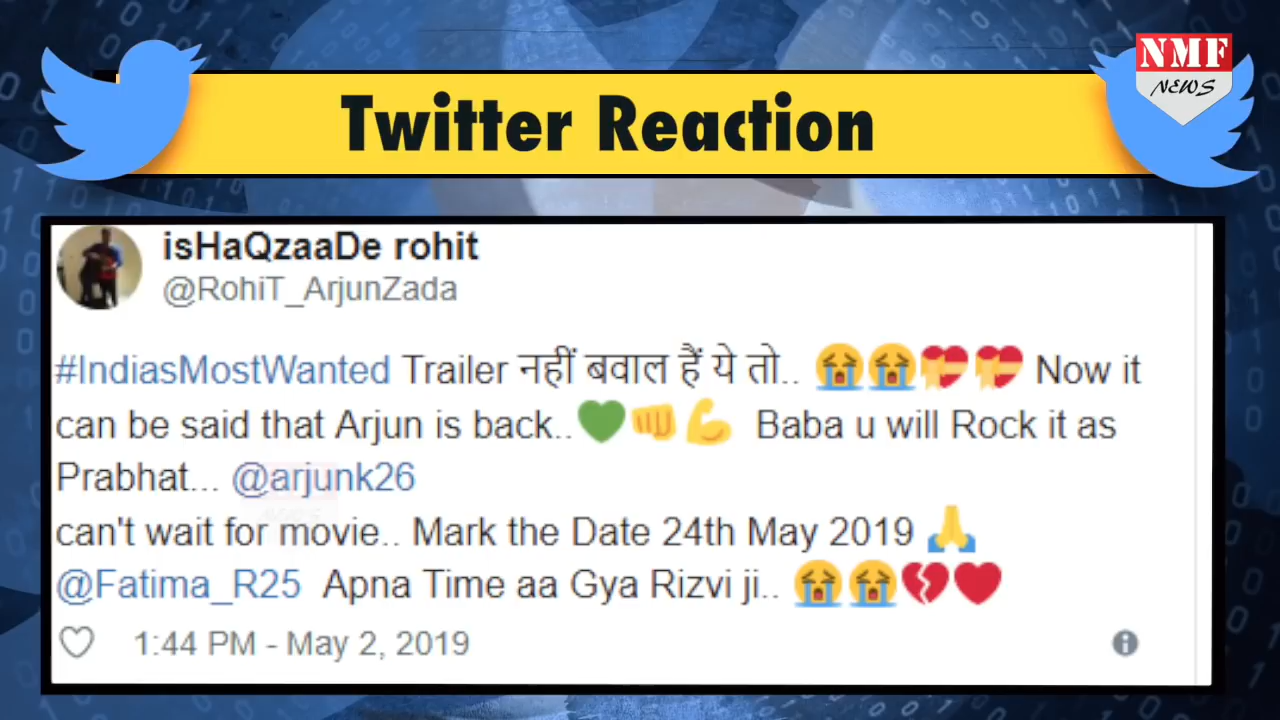 NMF
NEWS
Twitter Reaction
isHaQzaaDe rohit
@RohiT_ArjunZada
#IndiasMostWanted Trailer नहीं बवाल हैं ये तो.. 😭😭💝💝 Now it
can be said that Arjun is back..💚👊💪 Baba u will Rock it as
Prabhat... @arjunk26
can't wait for movie.. Mark the Date 24th May 2019 🙏
@Fatima_R25 Apna Time aa Gya Rizvi ji.. 😭😭💔❤
1:44 PM - May 2, 2019